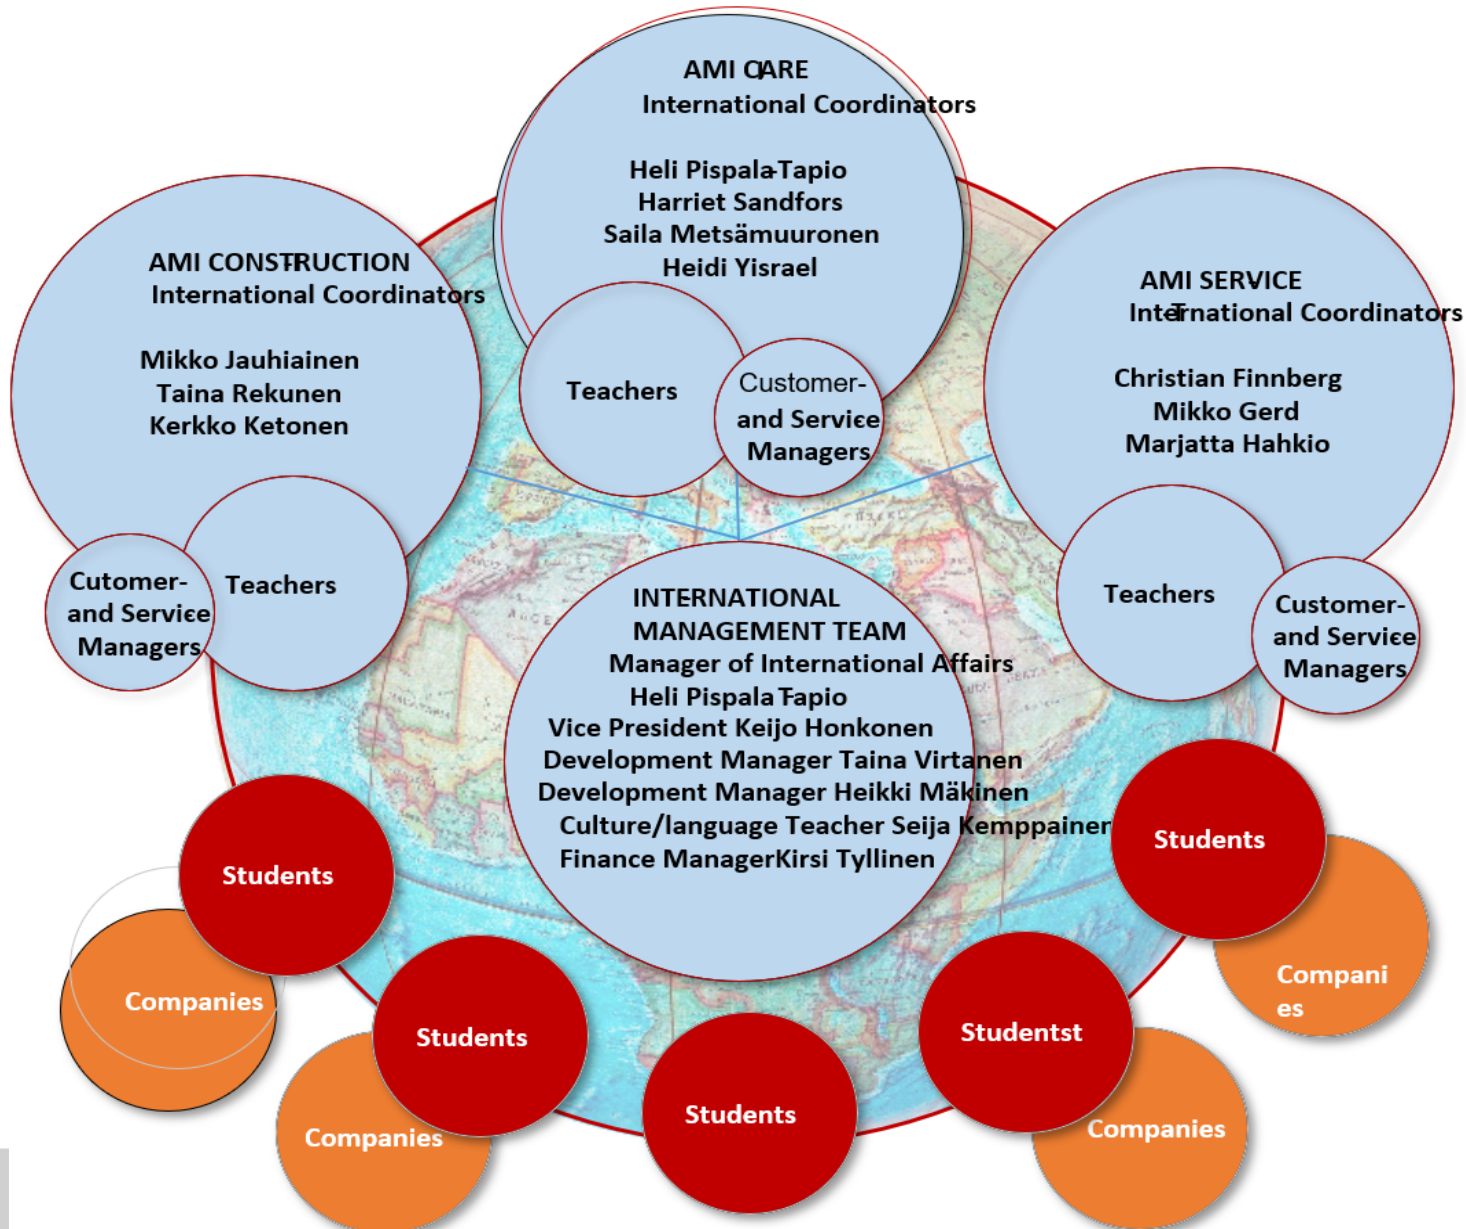 AMI CARE
International Coordinators
Heli Pispala-Tapio
Harriet Sandfors
Saila Metsämuuronen
Heidi Yisrael
Teachers
Customer-
and Service
Managers
AMI CONSTRUCTION
International Coordinators
Mikko Jauhiainen
Taina Rekunen
Kerkko Ketonen
Cutomer-
and Service
Managers
Teachers
AMI SERVICE
International Coordinators
Christian Finnberg
Mikko Gerd
Marjatta Hahkio
Teachers
Customer-
and Service
Managers
INTERNATIONAL
MANAGEMENT TEAM
Manager of International Affairs
Heli Pispala Tapio
Vice President Keijo Honkonen
Development Manager Taina Virtanen
Development Manager Heikki Mäkinen
Culture/language Teacher Seija Kemppainen
Finance ManagerKirsi Tyllinen
Students
Companies
Students
Companies
Students
Studentst
Companies
Students
Compani
es